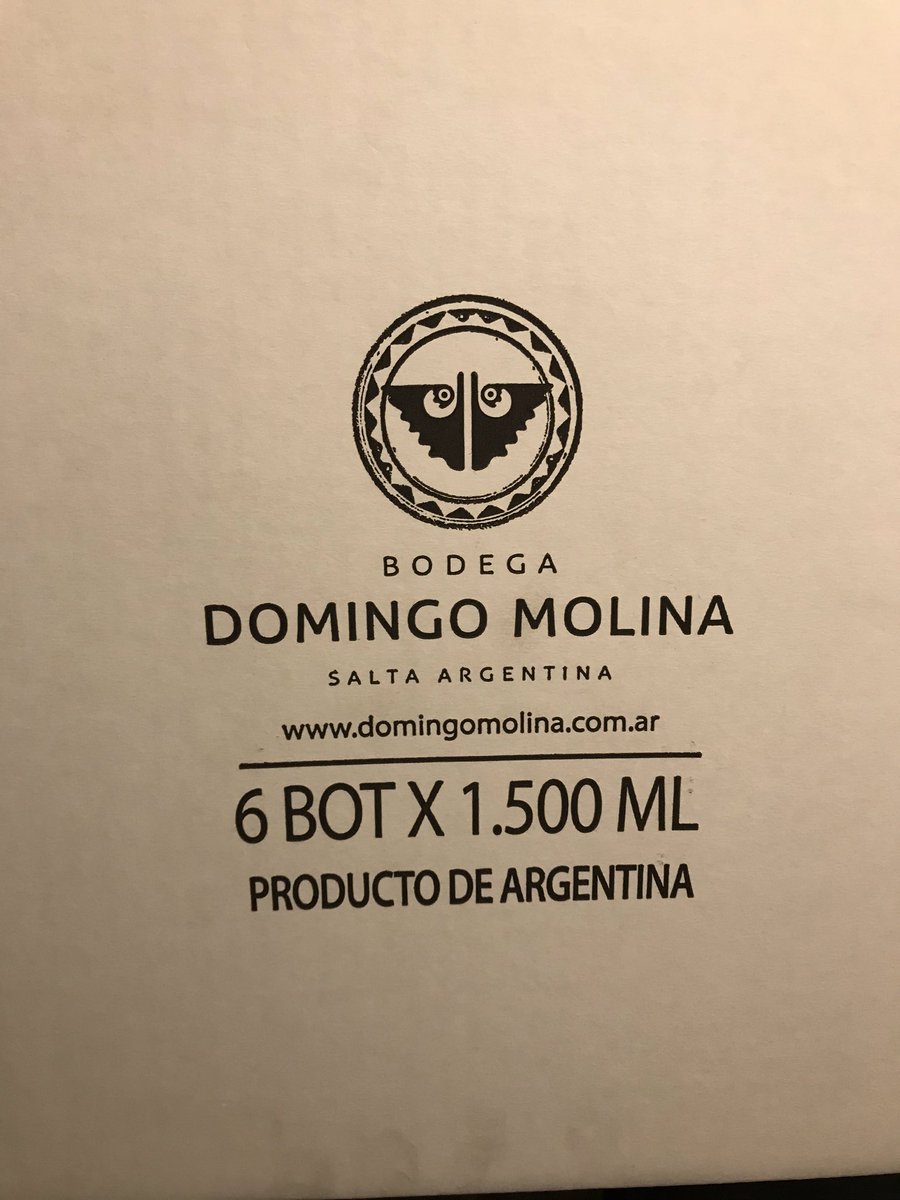 BODEGA
DOMINGO MOLINA
SALTA ARGENTINA
www.domingomolina.com.ar
6 BOT X 1.500 ML
PRODUCTO DE ARGENTINA